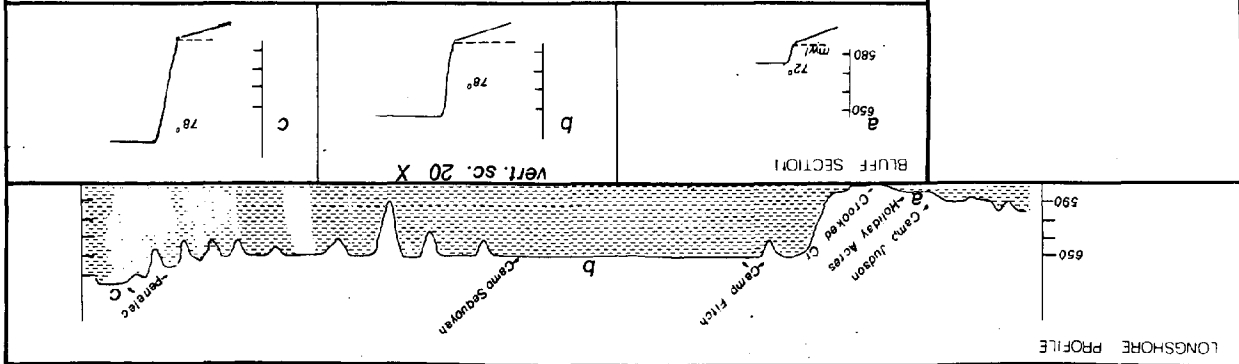 LONGSHORE PROFILE
650
590
Camp Judson
Holiday Acres
a
Crooked Cr
Camp Fitch
b
Camp Sequoyah
Penelec
c
BLUFF SECTION
vert. sc. 20 X
a
650
580
72°
mwl
b
78°
c
78°